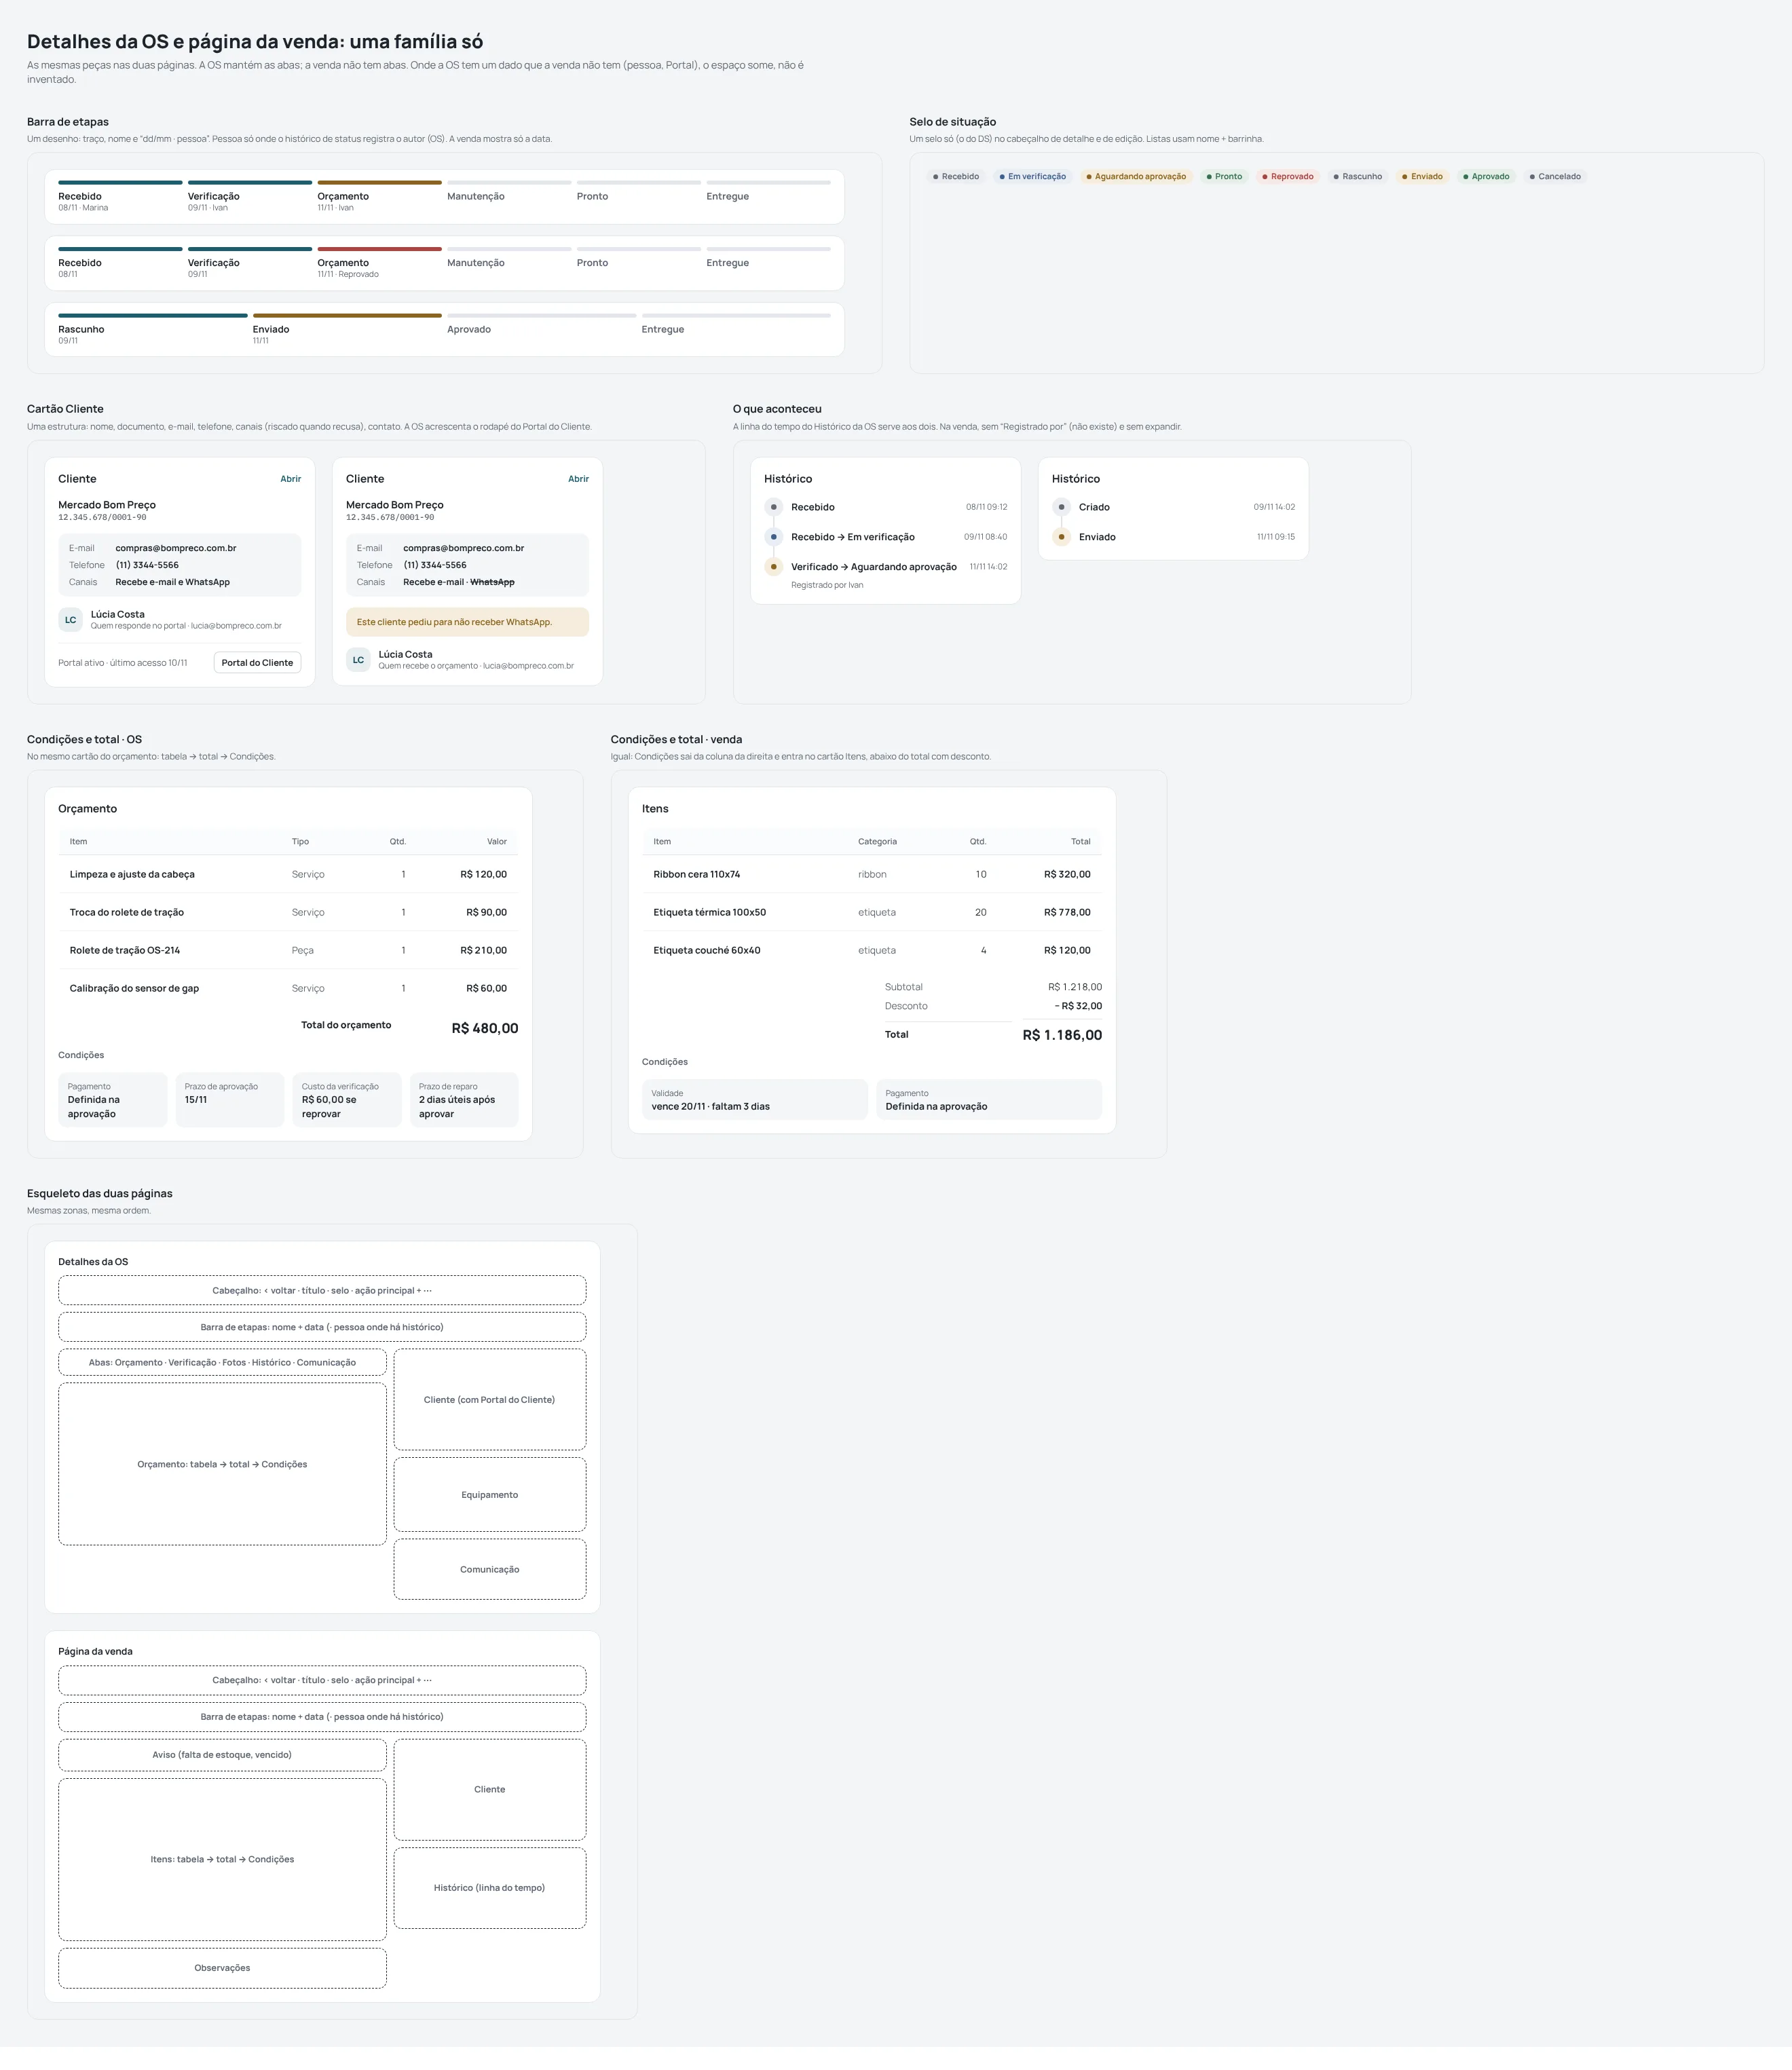 Detalhes da OS e página da venda: uma família só
As mesmas peças nas duas páginas. A OS mantém as abas; a venda não tem abas. Onde a OS tem um dado que a venda não tem (pessoa, Portal), o espaço some, não é
inventado.
Barra de etapas
Um desenho: traço, nome e "dd/mm · pessoa". Pessoa só onde o histórico de status registra o autor (OS). A venda mostra só a data.
Recebido
08/11 · Marina
Verificação
09/11 · Ivan
Orçamento
11/11 · Ivan
Manutenção
Pronto
Entregue
Recebido
08/11
Verificação
09/11
Orçamento
11/11 · Reprovado
Manutenção
Pronto
Entregue
Rascunho
09/11
Enviado
11/11
Aprovado
Entregue
Selo de situação
Um selo só (o do DS) no cabeçalho de detalhe e de edição. Listas usam nome + barrinha.
Recebido
Em verificação
Aguardando aprovação
Pronto
Reprovado
Rascunho
Enviado
Aprovado
Cancelado
Cartão Cliente
Uma estrutura: nome, documento, e-mail, telefone, canais (riscado quando recusa), contato. A OS acrescenta o rodapé do Portal do Cliente.
Cliente
Abrir
Mercado Bom Preço
12.345.678/0001-90
E-mail compras@bompreco.com.br
Telefone (11) 3344-5566
Canais Recebe e-mail e WhatsApp
LC
Lúcia Costa
Quem responde no portal · lucia@bompreco.com.br
Portal ativo · último acesso 10/11
Portal do Cliente
Cliente
Abrir
Mercado Bom Preço
12.345.678/0001-90
E-mail compras@bompreco.com.br
Telefone (11) 3344-5566
Canais Recebe e-mail · WhatsApp
Este cliente pediu para não receber WhatsApp.
LC
Lúcia Costa
Quem recebe o orçamento · lucia@bompreco.com.br
O que aconteceu
A linha do tempo do Histórico da OS serve aos dois. Na venda, sem "Registrado por" (não existe) e sem expandir.
Histórico
Recebido 08/11 09:12
Recebido → Em verificação 09/11 08:40
Verificado → Aguardando aprovação 11/11 14:02
Registrado por Ivan
Histórico
Criado 09/11 14:02
Enviado 11/11 09:15
Condições e total · OS
No mesmo cartão do orçamento: tabela → total → Condições.
Orçamento
Item Tipo Qtd. Valor
Limpeza e ajuste da cabeça Serviço 1 R$ 120,00
Troca do rolete de tração Serviço 1 R$ 90,00
Rolete de tração OS-214 Peça 1 R$ 210,00
Calibração do sensor de gap Serviço 1 R$ 60,00
Total do orçamento R$ 480,00
Condições
Pagamento
Definida na
aprovação
Prazo de aprovação
15/11
Custo da verificação
R$ 60,00 se
reprovar
Prazo de reparo
2 dias úteis após
aprovar
Condições e total · venda
Igual: Condições sai da coluna da direita e entra no cartão Itens, abaixo do total com desconto.
Itens
Item Categoria Qtd. Total
Ribbon cera 110x74 ribbon 10 R$ 320,00
Etiqueta térmica 100x50 etiqueta 20 R$ 778,00
Etiqueta couché 60x40 etiqueta 4 R$ 120,00
Subtotal R$ 1.218,00
Desconto − R$ 32,00
Total R$ 1.186,00
Condições
Validade
vence 20/11 · faltam 3 dias
Pagamento
Definida na aprovação
Esqueleto das duas páginas
Mesmas zonas, mesma ordem.
Detalhes da OS
Cabeçalho: ‹ voltar · título · selo · ação principal + ···
Barra de etapas: nome + data (· pessoa onde há histórico)
Abas: Orçamento · Verificação · Fotos · Histórico · Comunicação
Orçamento: tabela → total → Condições
Cliente (com Portal do Cliente)
Equipamento
Comunicação
Página da venda
Cabeçalho: ‹ voltar · título · selo · ação principal + ···
Barra de etapas: nome + data (· pessoa onde há histórico)
Aviso (falta de estoque, vencido)
Itens: tabela → total → Condições
Observações
Cliente
Histórico (linha do tempo)